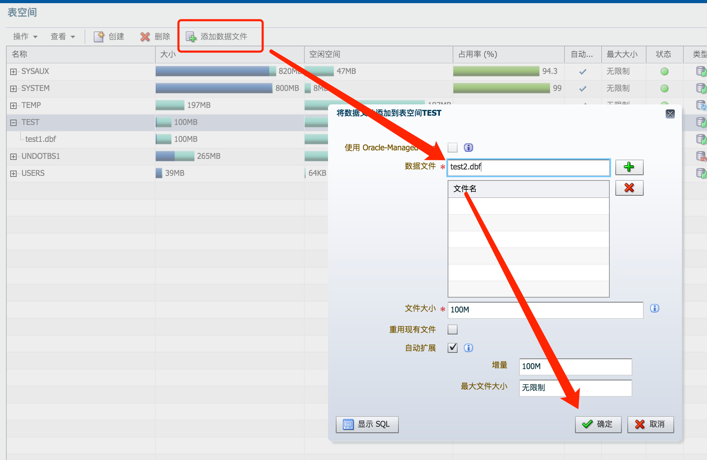 表空间
操作 查看 创建 删除 添加数据文件
名称 大小 空闲空间 占用率 (%) 自动... 最大大小 状态 类型
SYSAUX 820MB 47MB 94.3 无限制
SYSTEM 800MB 8MB 99 无限制
TEMP 197MB 197MB 无限制
TEST 100MB
test1.dbf 100MB
UNDOTBS1 265MB
USERS 39MB 64KB
将数据文件添加到表空间TEST
使用 Oracle-Managed
数据文件 * test2.dbf
文件名
文件大小 * 100M
重用现有文件
自动扩展
增量 100M
最大文件大小 无限制
显示 SQL 确定 取消